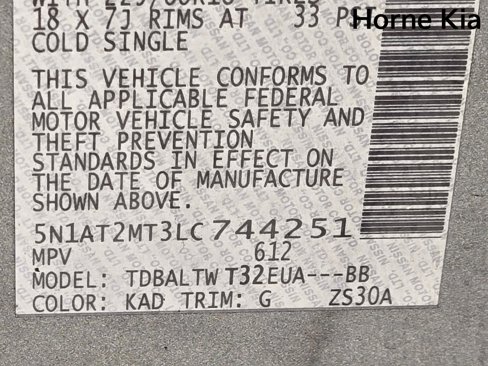 18 X 7J RIMS AT 33
Horne Kia
COLD SINGLE
THIS VEHICLE CONFORMS TO
ALL APPLICABLE FEDERAL
MOTOR VEHICLE SAFETY AND
THEFT PREVENTION
STANDARDS IN EFFECT ON
THE DATE OF MANUFACTURE
SHOWN ABOVE.
5N1AT2MT3LC744251
MPV 612
MODEL: TDBALTWT32EUA---BB
COLOR: KAD TRIM: G ZS30A